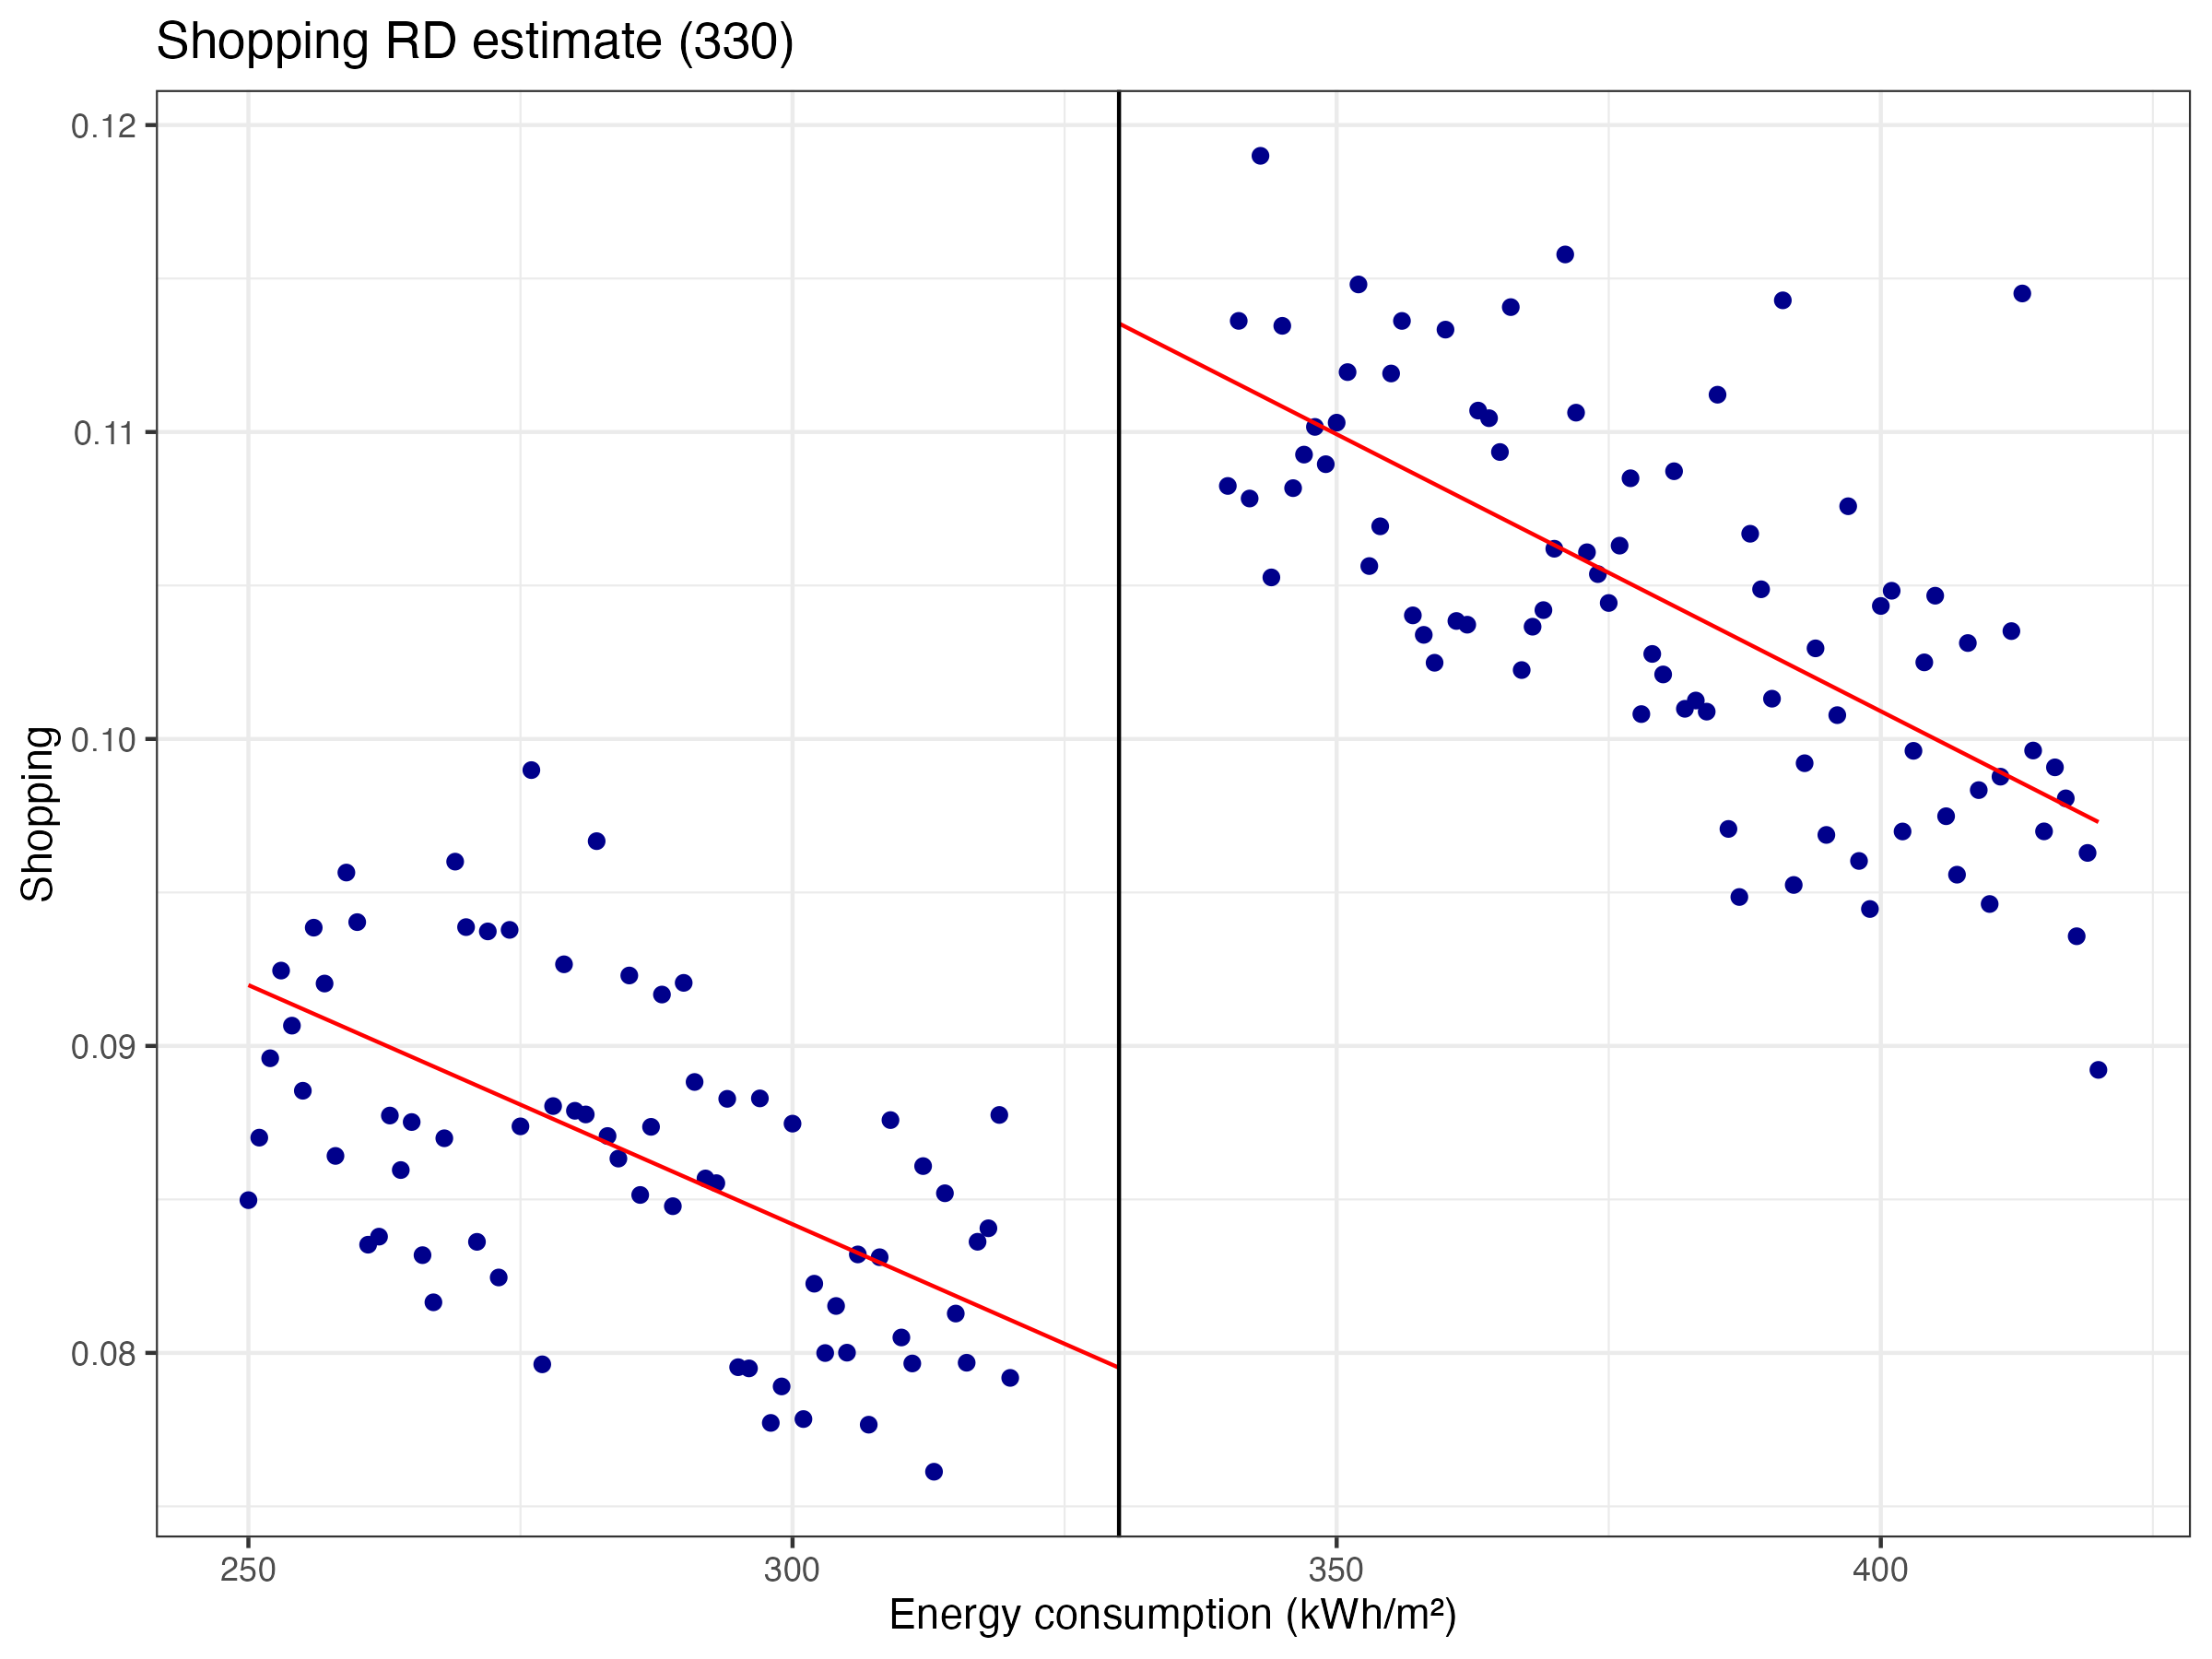 Shopping RD estimate (330)
0.12
0.11
0.10
0.09
0.08
Shopping
250 300 350 400
Energy consumption (kWh/m²)